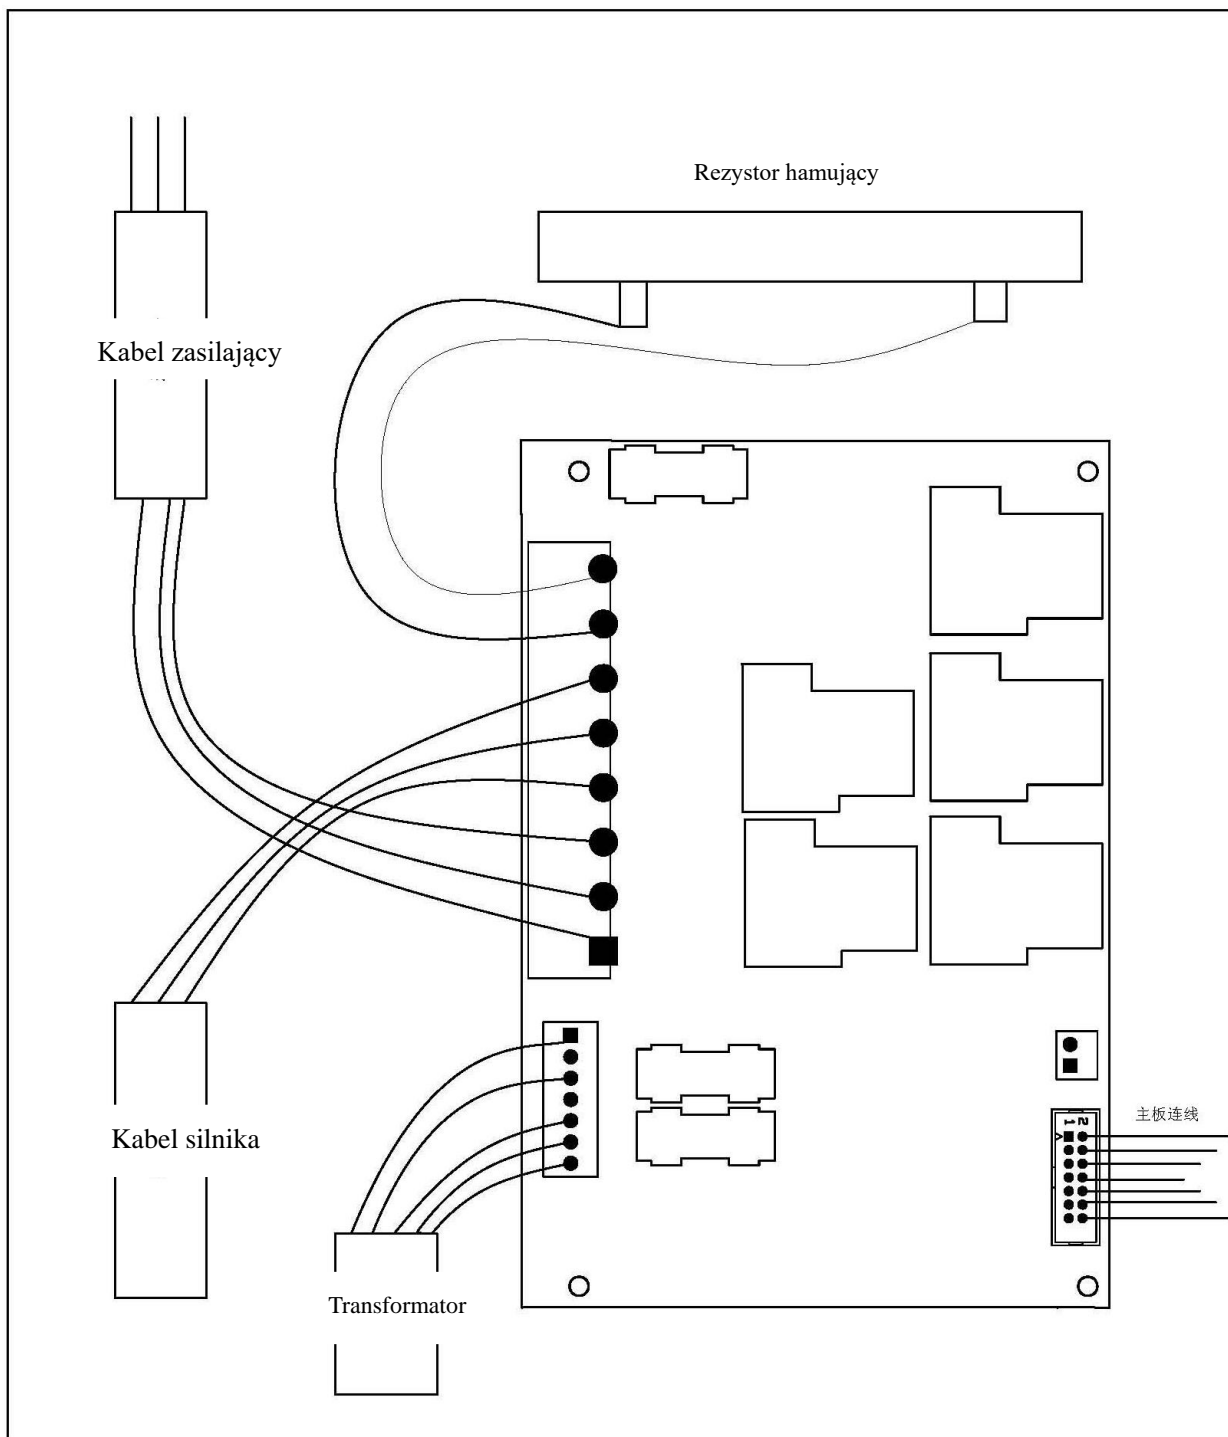 Rezystor hamujący
Kabel zasilający
Kabel silnika
主板连线
1 2
Transformator